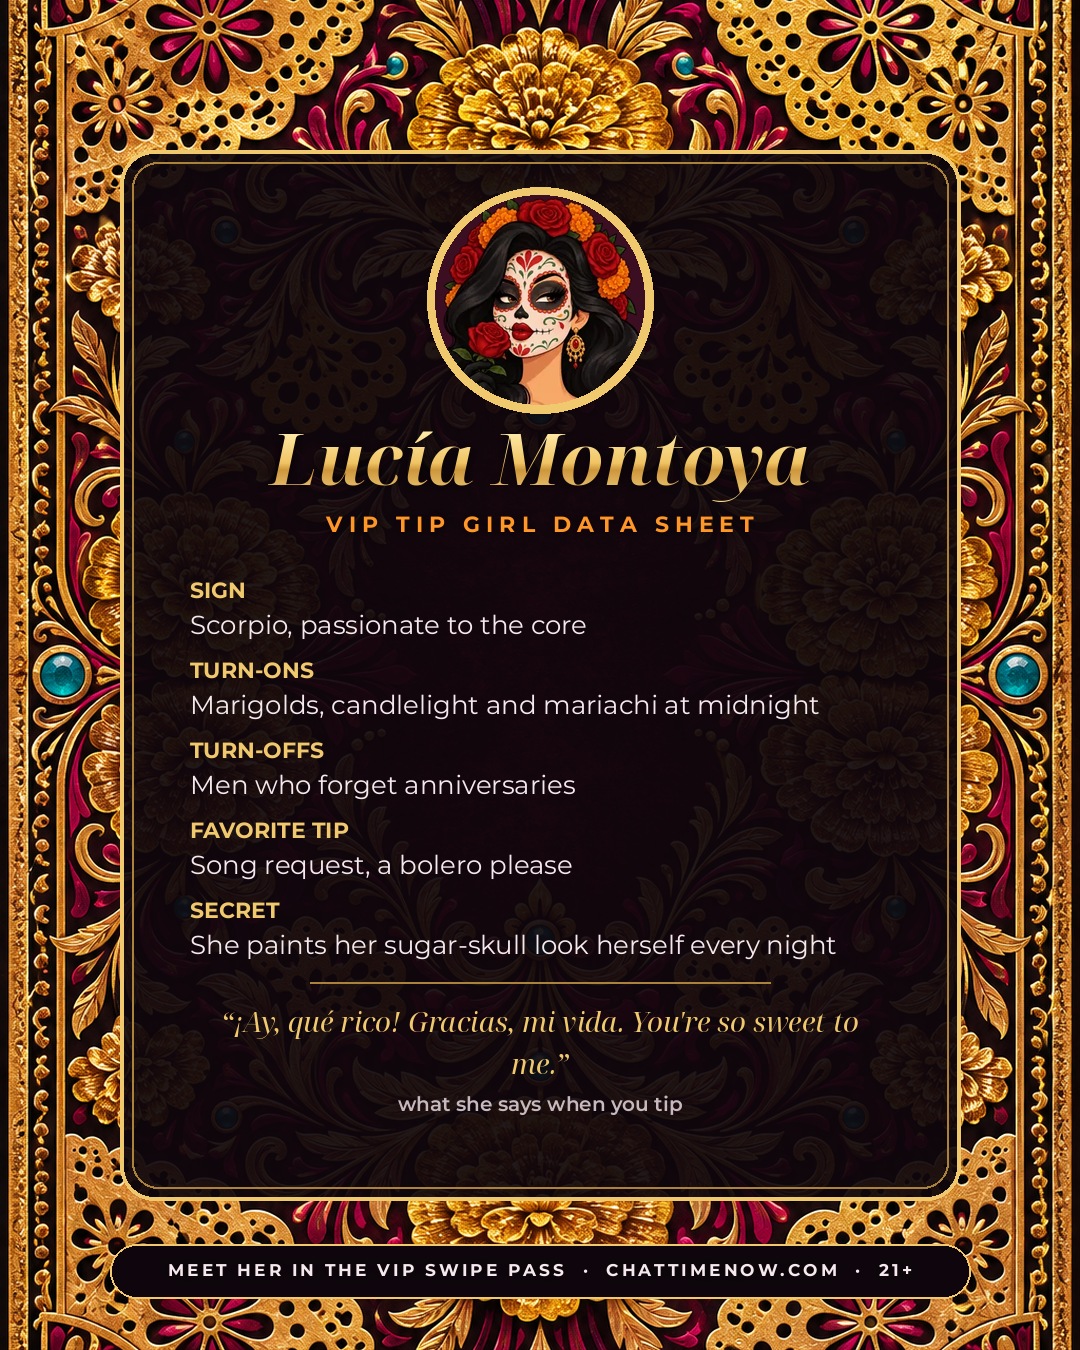 Lucía Montoya
VIP TIP GIRL DATA SHEET
SIGN
Scorpio, passionate to the core
TURN-ONS
Marigolds, candlelight and mariachi at midnight
TURN-OFFS
Men who forget anniversaries
FAVORITE TIP
Song request, a bolero please
SECRET
She paints her sugar-skull look herself every night
“¡Ay, qué rico! Gracias, mi vida. You're so sweet to
me.”
what she says when you tip
MEET HER IN THE VIP SWIPE PASS · CHATTIMENOW.COM · 21+